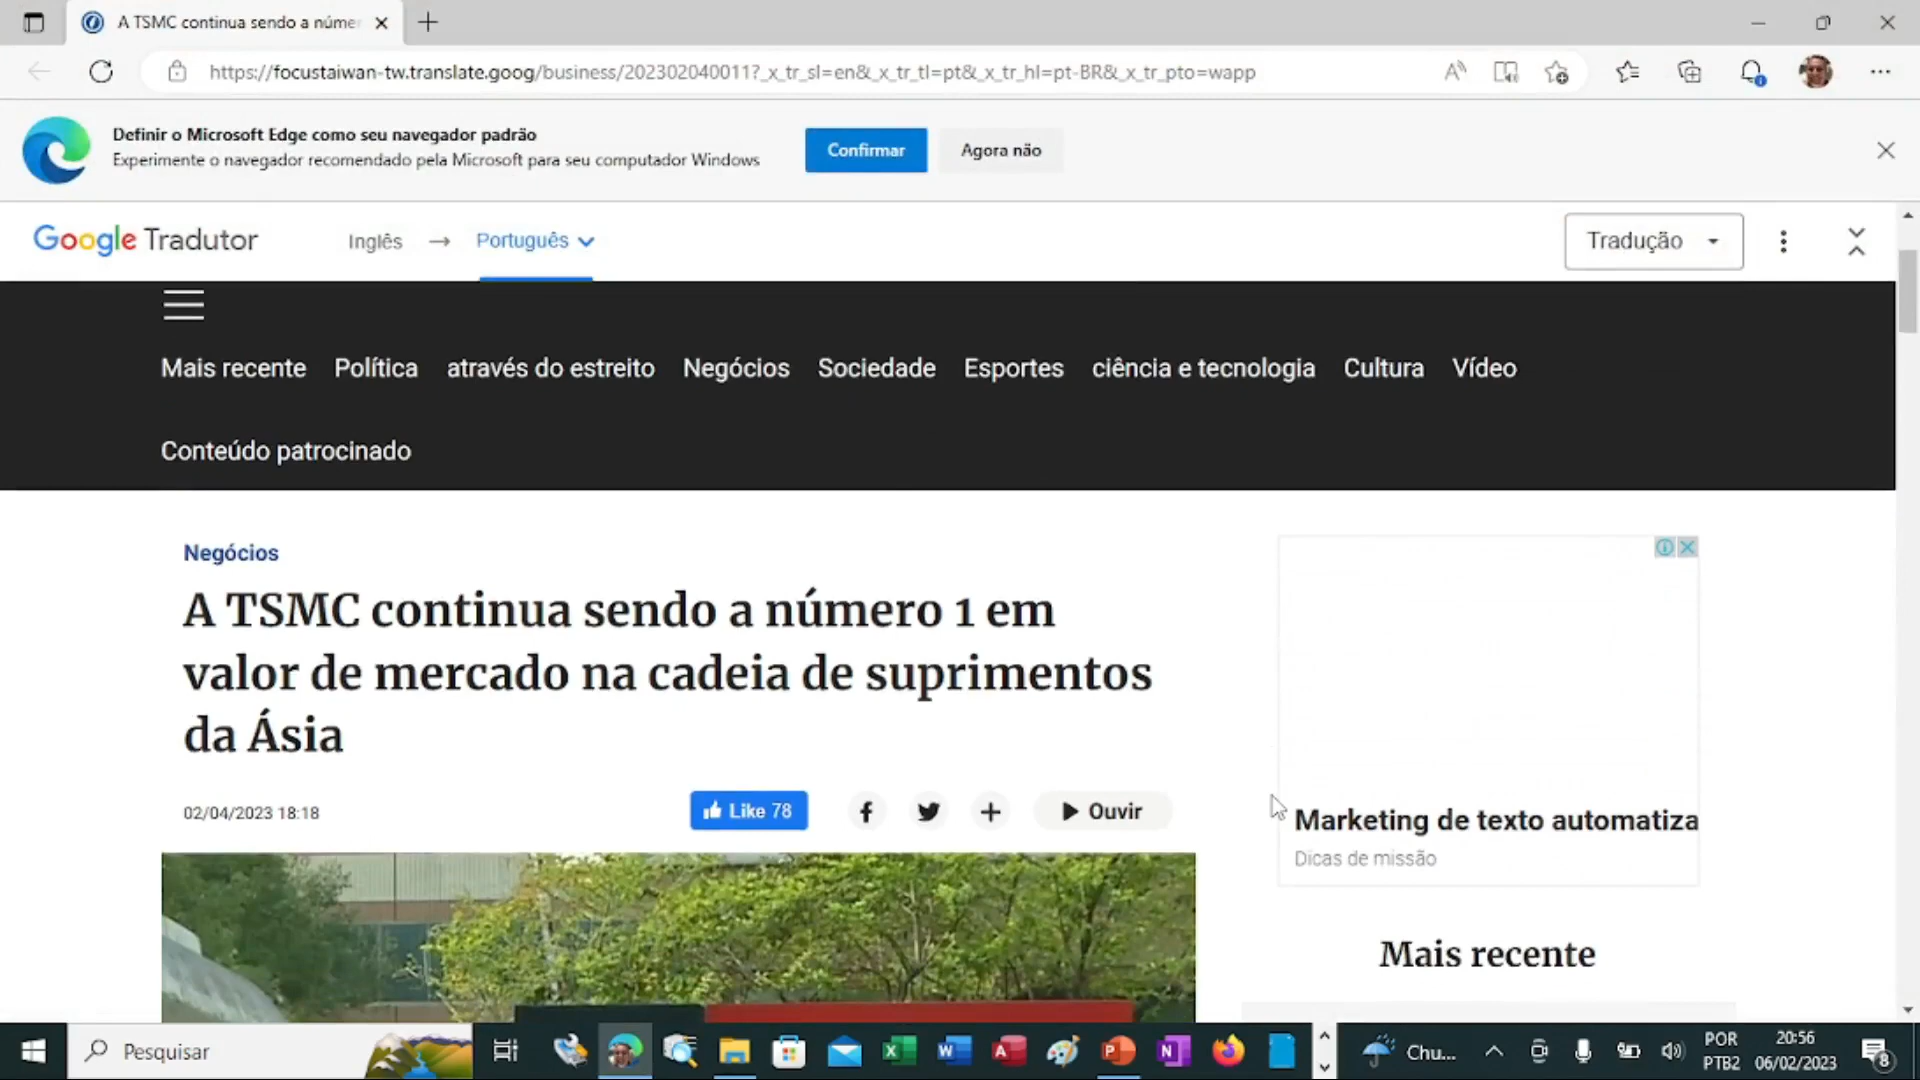 A TSMC continua sendo a núme
https://focustaiwan-tw.translate.goog/business/202302040011?_x_tr_sl=en&_x_tr_tl=pt&_x_tr_hl=pt-BR&_x_tr_pto=wapp
Definir o Microsoft Edge como seu navegador padrão
Experimente o navegador recomendado pela Microsoft para seu computador Windows
Confirmar
Agora não
Google Tradutor
Inglês → Português
Tradução
Mais recente Política através do estreito Negócios Sociedade Esportes ciência e tecnologia Cultura Vídeo
Conteúdo patrocinado
Negócios
A TSMC continua sendo a número 1 em
valor de mercado na cadeia de suprimentos
da Ásia
02/04/2023 18:18
Like 78
Ouvir
Marketing de texto automatiza
Dicas de missão
Mais recente
Pesquisar
Chu...
POR
PTB2
20:56
06/02/2023
8